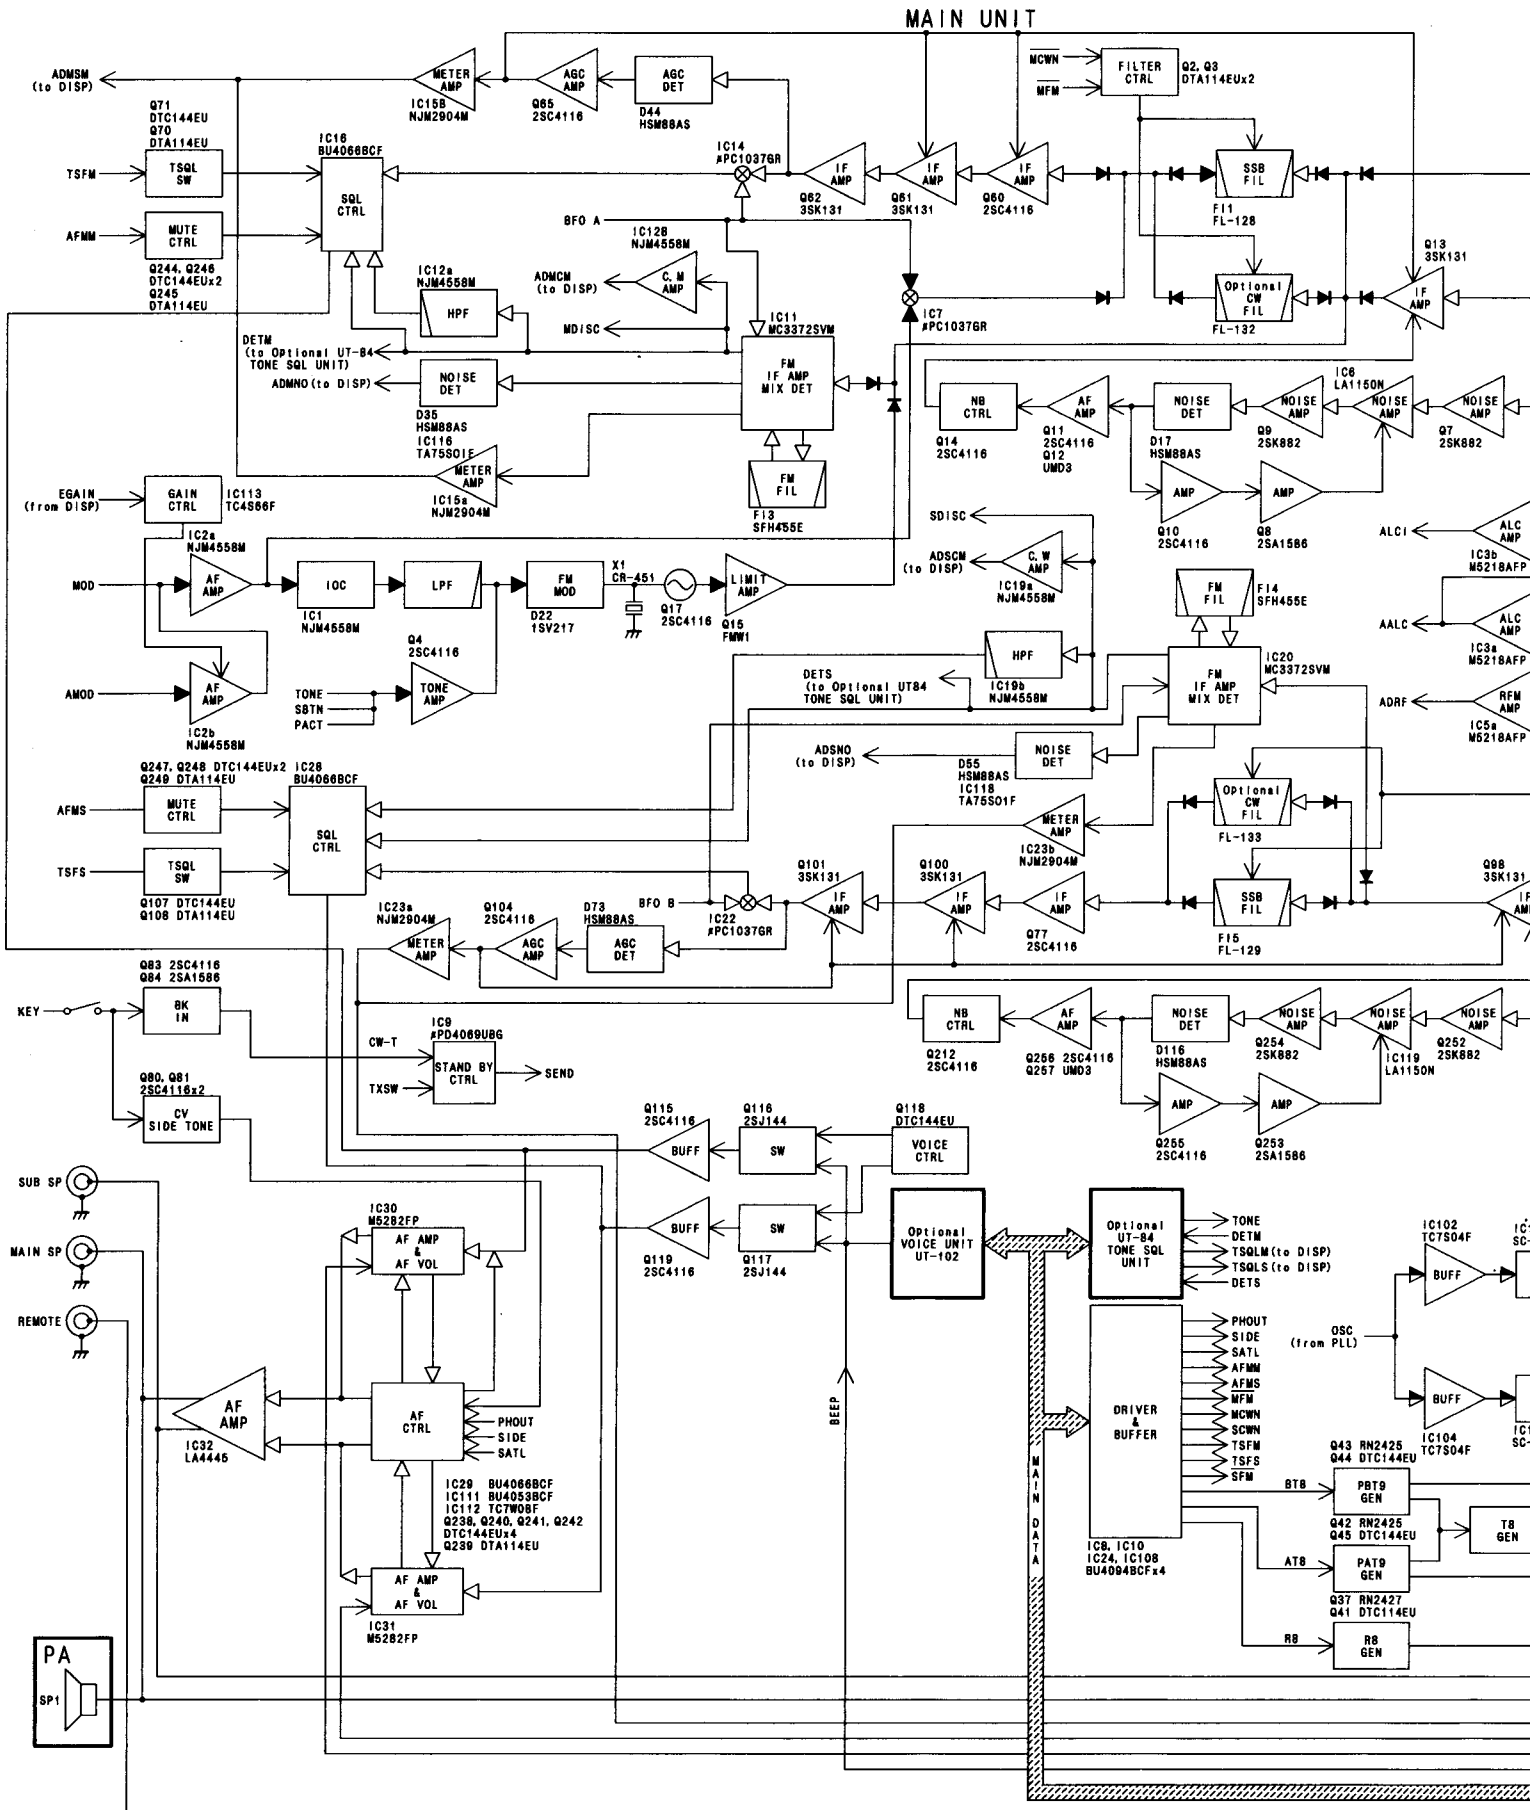 MAIN UNIT
ADMSM
(to DISP)
METER
AMP
IC15B
NJM2904M
AGC
AMP
Q65
2SC4116
AGC
DET
D44
HSM88AS
MCWN
MFM
FILTER
CTRL
Q2, Q3
DTA114EUx2
Q71
DTC144EU
Q70
DTA114EU
TSFM
TSQL
SW
AFMM
MUTE
CTRL
Q244, Q246
DTC144EUx2
Q245
DTA114EU
IC16
BU4066BCF
SQL
CTRL
IC14
µPC1037GR
IF
AMP
Q62
3SK131
IF
AMP
Q61
3SK131
IF
AMP
Q60
2SC4116
SSB
FIL
FI1
FL-128
Optional
CW
FIL
FL-132
Q13
3SK131
IF
AMP
BFO A
IC12B
NJM4558M
C.M
AMP
ADMCM
(to DISP)
MDISC
IC12a
NJM4558M
HPF
IC7
µPC1037GR
IC11
MC3372SVM
FM
IF AMP
MIX DET
DETM
(to Optional UT-84
TONE SQL UNIT)
ADMNO (to DISP)
NOISE
DET
D35
HSM88AS
IC116
TA75S01F
METER
AMP
IC15a
NJM2904M
FM
FIL
FI3
SFH455E
NB
CTRL
Q14
2SC4116
AF
AMP
Q11
2SC4116
Q12
UMD3
NOISE
DET
D17
HSM88AS
NOISE
AMP
Q9
2SK882
IC6
LA1150N
NOISE
AMP
NOISE
AMP
Q7
2SK882
AMP
Q10
2SC4116
AMP
Q8
2SA1586
EGAIN
(from DISP)
GAIN
CTRL
IC113
TC4S66F
IC2a
NJM4558M
MOD
AF
AMP
IOC
IC1
NJM4558M
LPF
FM
MOD
D22
1SV217
X1
CR-451
Q17
2SC4116
LIMIT
AMP
Q15
FMW1
Q4
2SC4116
TONE
AMP
TONE
SBTN
PACT
AMOD
AF
AMP
IC2b
NJM4558M
SDISC
ADSCM
(to DISP)
C.W
AMP
IC19a
NJM4558M
HPF
IC19b
NJM4558M
DETS
(to Optional UT84
TONE SQL UNIT)
FM
FIL
FI4
SFH455E
IC20
MC3372SVM
FM
IF AMP
MIX DET
ALCI
ALC
AMP
IC3b
M5218AFP
AALC
ALC
AMP
IC3a
M5218AFP
ADRF
RFM
AMP
IC5a
M5218AFP
ADSNO
(to DISP)
NOISE
DET
D55
HSM88AS
IC118
TA75S01F
Q247, Q248 DTC144EUx2
Q249 DTA114EU
AFMS
MUTE
CTRL
TSFS
TSQL
SW
Q107 DTC144EU
Q108 DTA114EU
IC28
BU4066BCF
SQL
CTRL
METER
AMP
IC23b
NJM2904M
Optional
CW
FIL
FL-133
SSB
FIL
FI5
FL-129
Q98
3SK131
IF
BFO B
IC22
µPC1037GR
Q101
3SK131
IF
AMP
Q100
3SK131
IF
AMP
IF
AMP
Q77
2SC4116
IC23a
NJM2904M
METER
AMP
Q104
2SC4116
AGC
AMP
D73
HSM88AS
AGC
DET
Q83 2SC4116
Q84 2SA1586
KEY
BK
IN
Q80, Q81
2SC4116x2
CV
SIDE TONE
CW-T
TXSW
IC9
µPD4069UBG
STAND BY
CTRL
SEND
NB
CTRL
Q212
2SC4116
AF
AMP
Q256 2SC4116
Q257 UMD3
NOISE
DET
D116
HSM88AS
NOISE
AMP
Q254
2SK882
NOISE
AMP
IC119
LA1150N
NOISE
AMP
Q252
2SK882
AMP
Q255
2SC4116
AMP
Q253
2SA1586
Q115
2SC4116
BUFF
Q116
2SJ144
SW
Q118
DTC144EU
VOICE
CTRL
BUFF
Q119
2SC4116
SW
Q117
2SJ144
Optional
VOICE UNIT
UT-102
Optional
UT-84
TONE SQL
UNIT
TONE
DETM
TSQLM (to DISP)
TSQLS (to DISP)
DETS
SUB SP
MAIN SP
REMOTE
IC30
M5282FP
AF AMP
&
AF VOL
AF
AMP
IC32
LA4445
AF
CTRL
PHOUT
SIDE
SATL
IC29 BU4066BCF
IC111 BU4053BCF
IC112 TC7W08F
Q238, Q240, Q241, Q242
DTC144EUx4
Q239 DTA114EU
AF AMP
&
AF VOL
IC31
M5282FP
BEEP
MAIN DATA
DRIVER
&
BUFFER
IC8, IC10
IC24, IC108
BU4094BCFx4
PHOUT
SIDE
SATL
AFMM
AFMS
MFM
MCWN
SCWN
TSFM
TSFS
SFM
OSC
(from PLL)
IC102
TC7S04F
BUFF
BUFF
IC104
TC7S04F
Q43 RN2425
Q44 DTC144EU
BT8
PBT9
GEN
Q42 RN2425
Q45 DTC144EU
T8
GEN
AT8
PAT9
GEN
Q37 RN2427
Q41 DTC114EU
R8
R8
GEN
PA
SP1